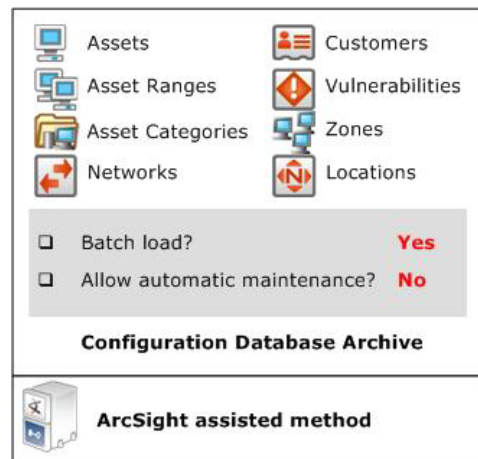 Assets
Customers
Asset Ranges
Vulnerabilities
Asset Categories
Zones
Networks
N
Locations
Batch load? Yes
Allow automatic maintenance? No
Configuration Database Archive
ArcSight assisted method